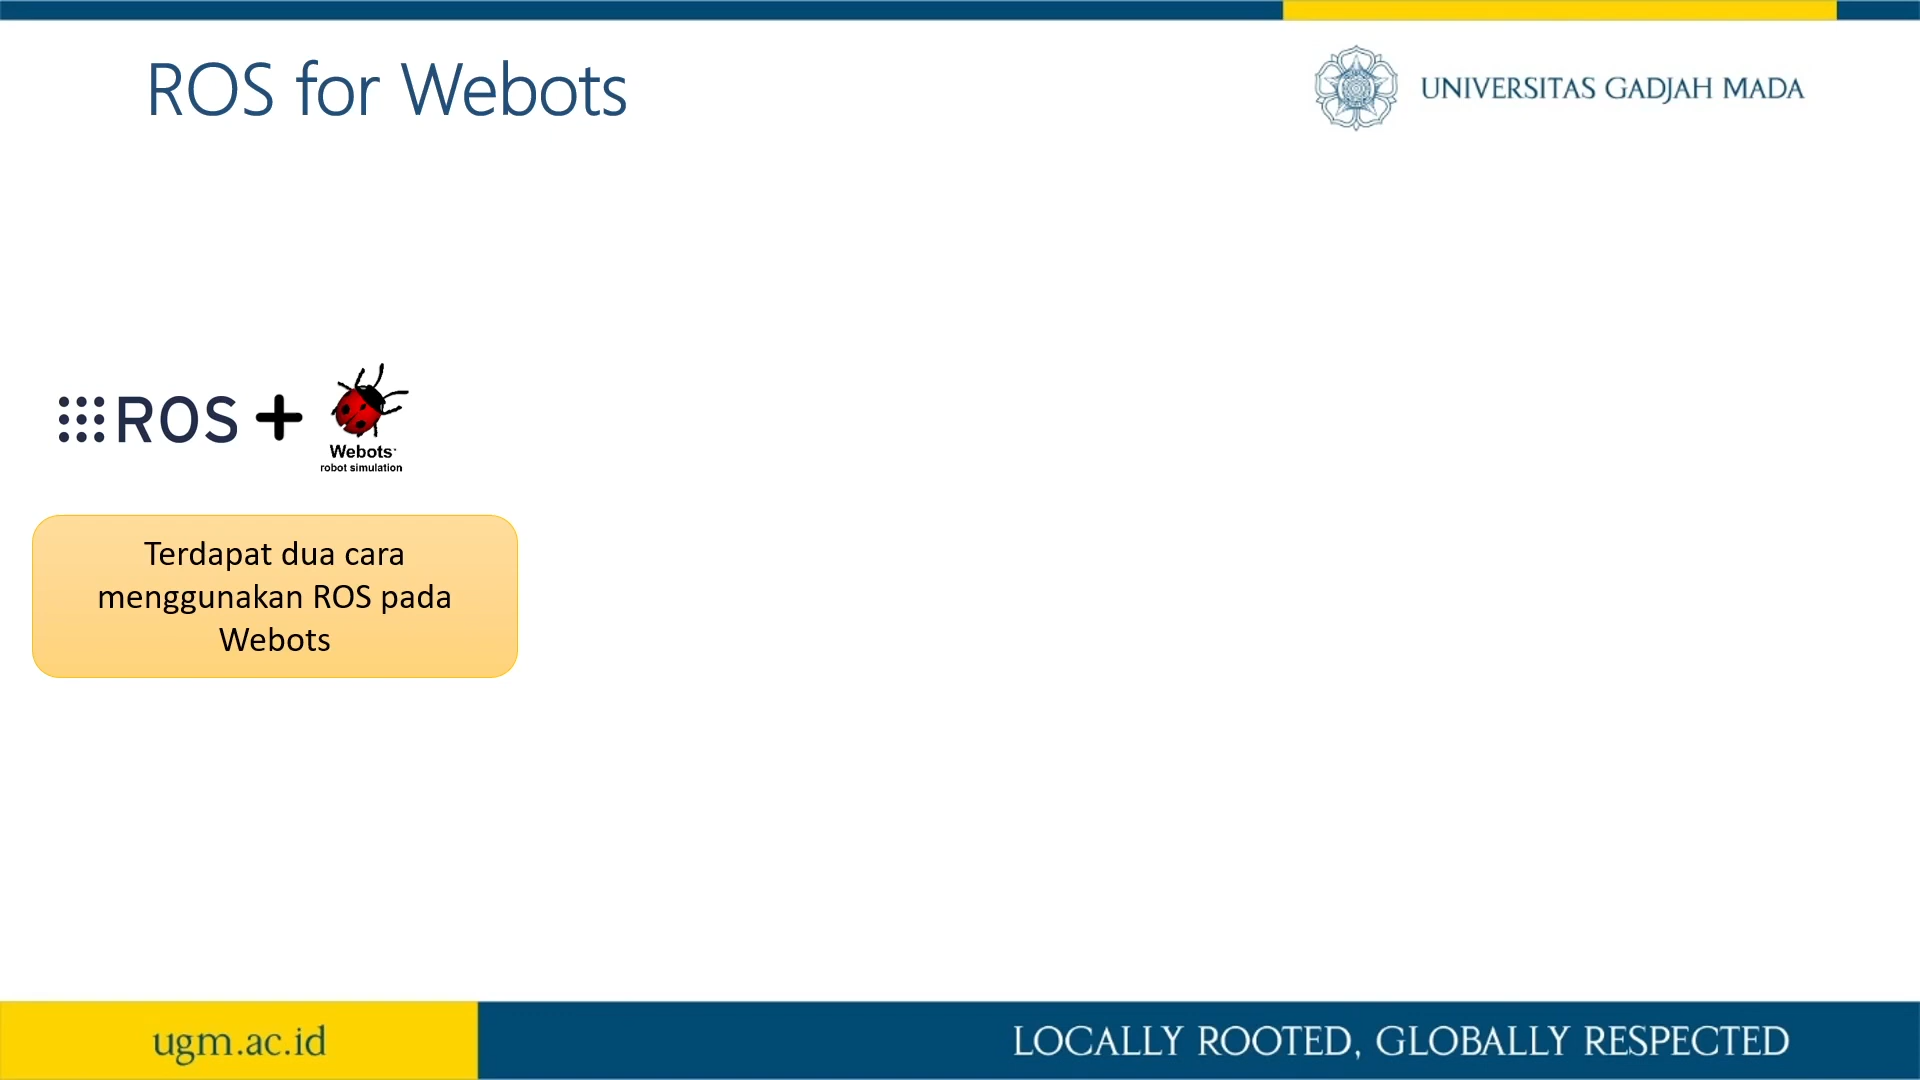 ROS for Webots
UNIVERSITAS GADJAH MADA
ROS
Webots
robot simulation
Terdapat dua cara
menggunakan ROS pada
Webots
ugm.ac.id
LOCALLY ROOTED, GLOBALLY RESPECTED